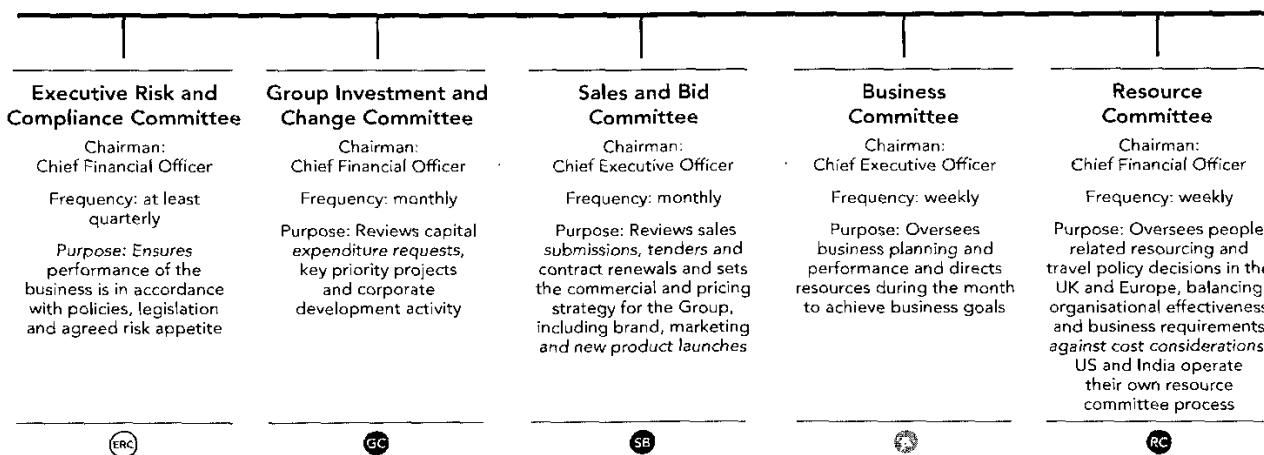 Executive Risk and
Compliance Committee
Chairman:
Chief Financial Officer
Frequency: at least
quarterly
Purpose: Ensures
performance of the
business is in accordance
with policies, legislation
and agreed risk appetite
ERC
Group Investment and
Change Committee
Chairman:
Chief Financial Officer
Frequency: monthly
Purpose: Reviews capital
expenditure requests,
key priority projects
and corporate
development activity
GC
Sales and Bid
Committee
Chairman:
Chief Executive Officer
Frequency: monthly
Purpose: Reviews sales
submissions, tenders and
contract renewals and sets
the commercial and pricing
strategy for the Group,
including brand, marketing
and new product launches
SB
Business
Committee
Chairman:
Chief Executive Officer
Frequency: weekly
Purpose: Oversees
business planning and
performance and directs
resources during the month
to achieve business goals
Resource
Committee
Chairman:
Chief Financial Officer
Frequency: weekly
Purpose: Oversees people
related resourcing and
travel policy decisions in the
UK and Europe, balancing
organisational effectiveness
and business requirements
against cost considerations
US and India operate
their own resource
committee process
RC